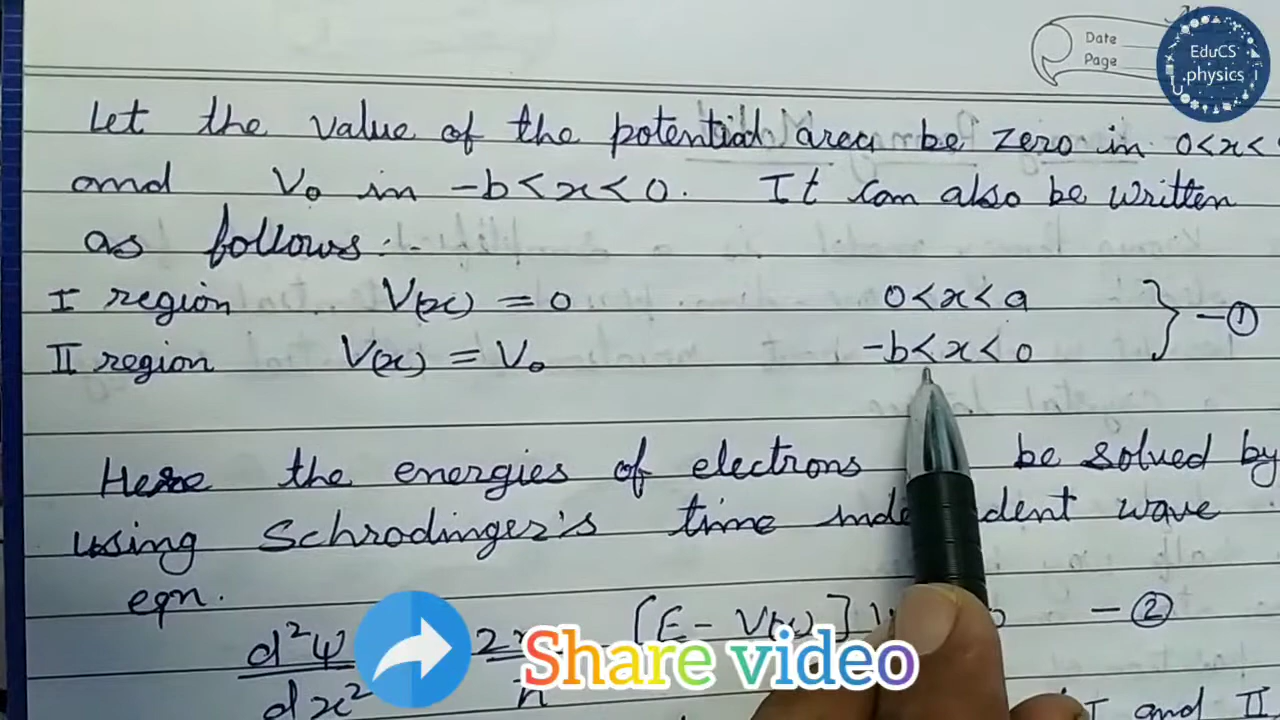 Date
Page
EduCS
.physics
Let the value of the potential area be zero in 0<x<
and V₀ in -b<x<0. It can also be written
as follows:-
I region V(x) = 0 0<x<a
II region V(x) = V₀ -b<x<0 } - ①
Here the energies of electrons be solved by
using Schrodinger's time wave
eqn.
d²ψ [E - V(x)] - ②
dx²
Share video
I and II